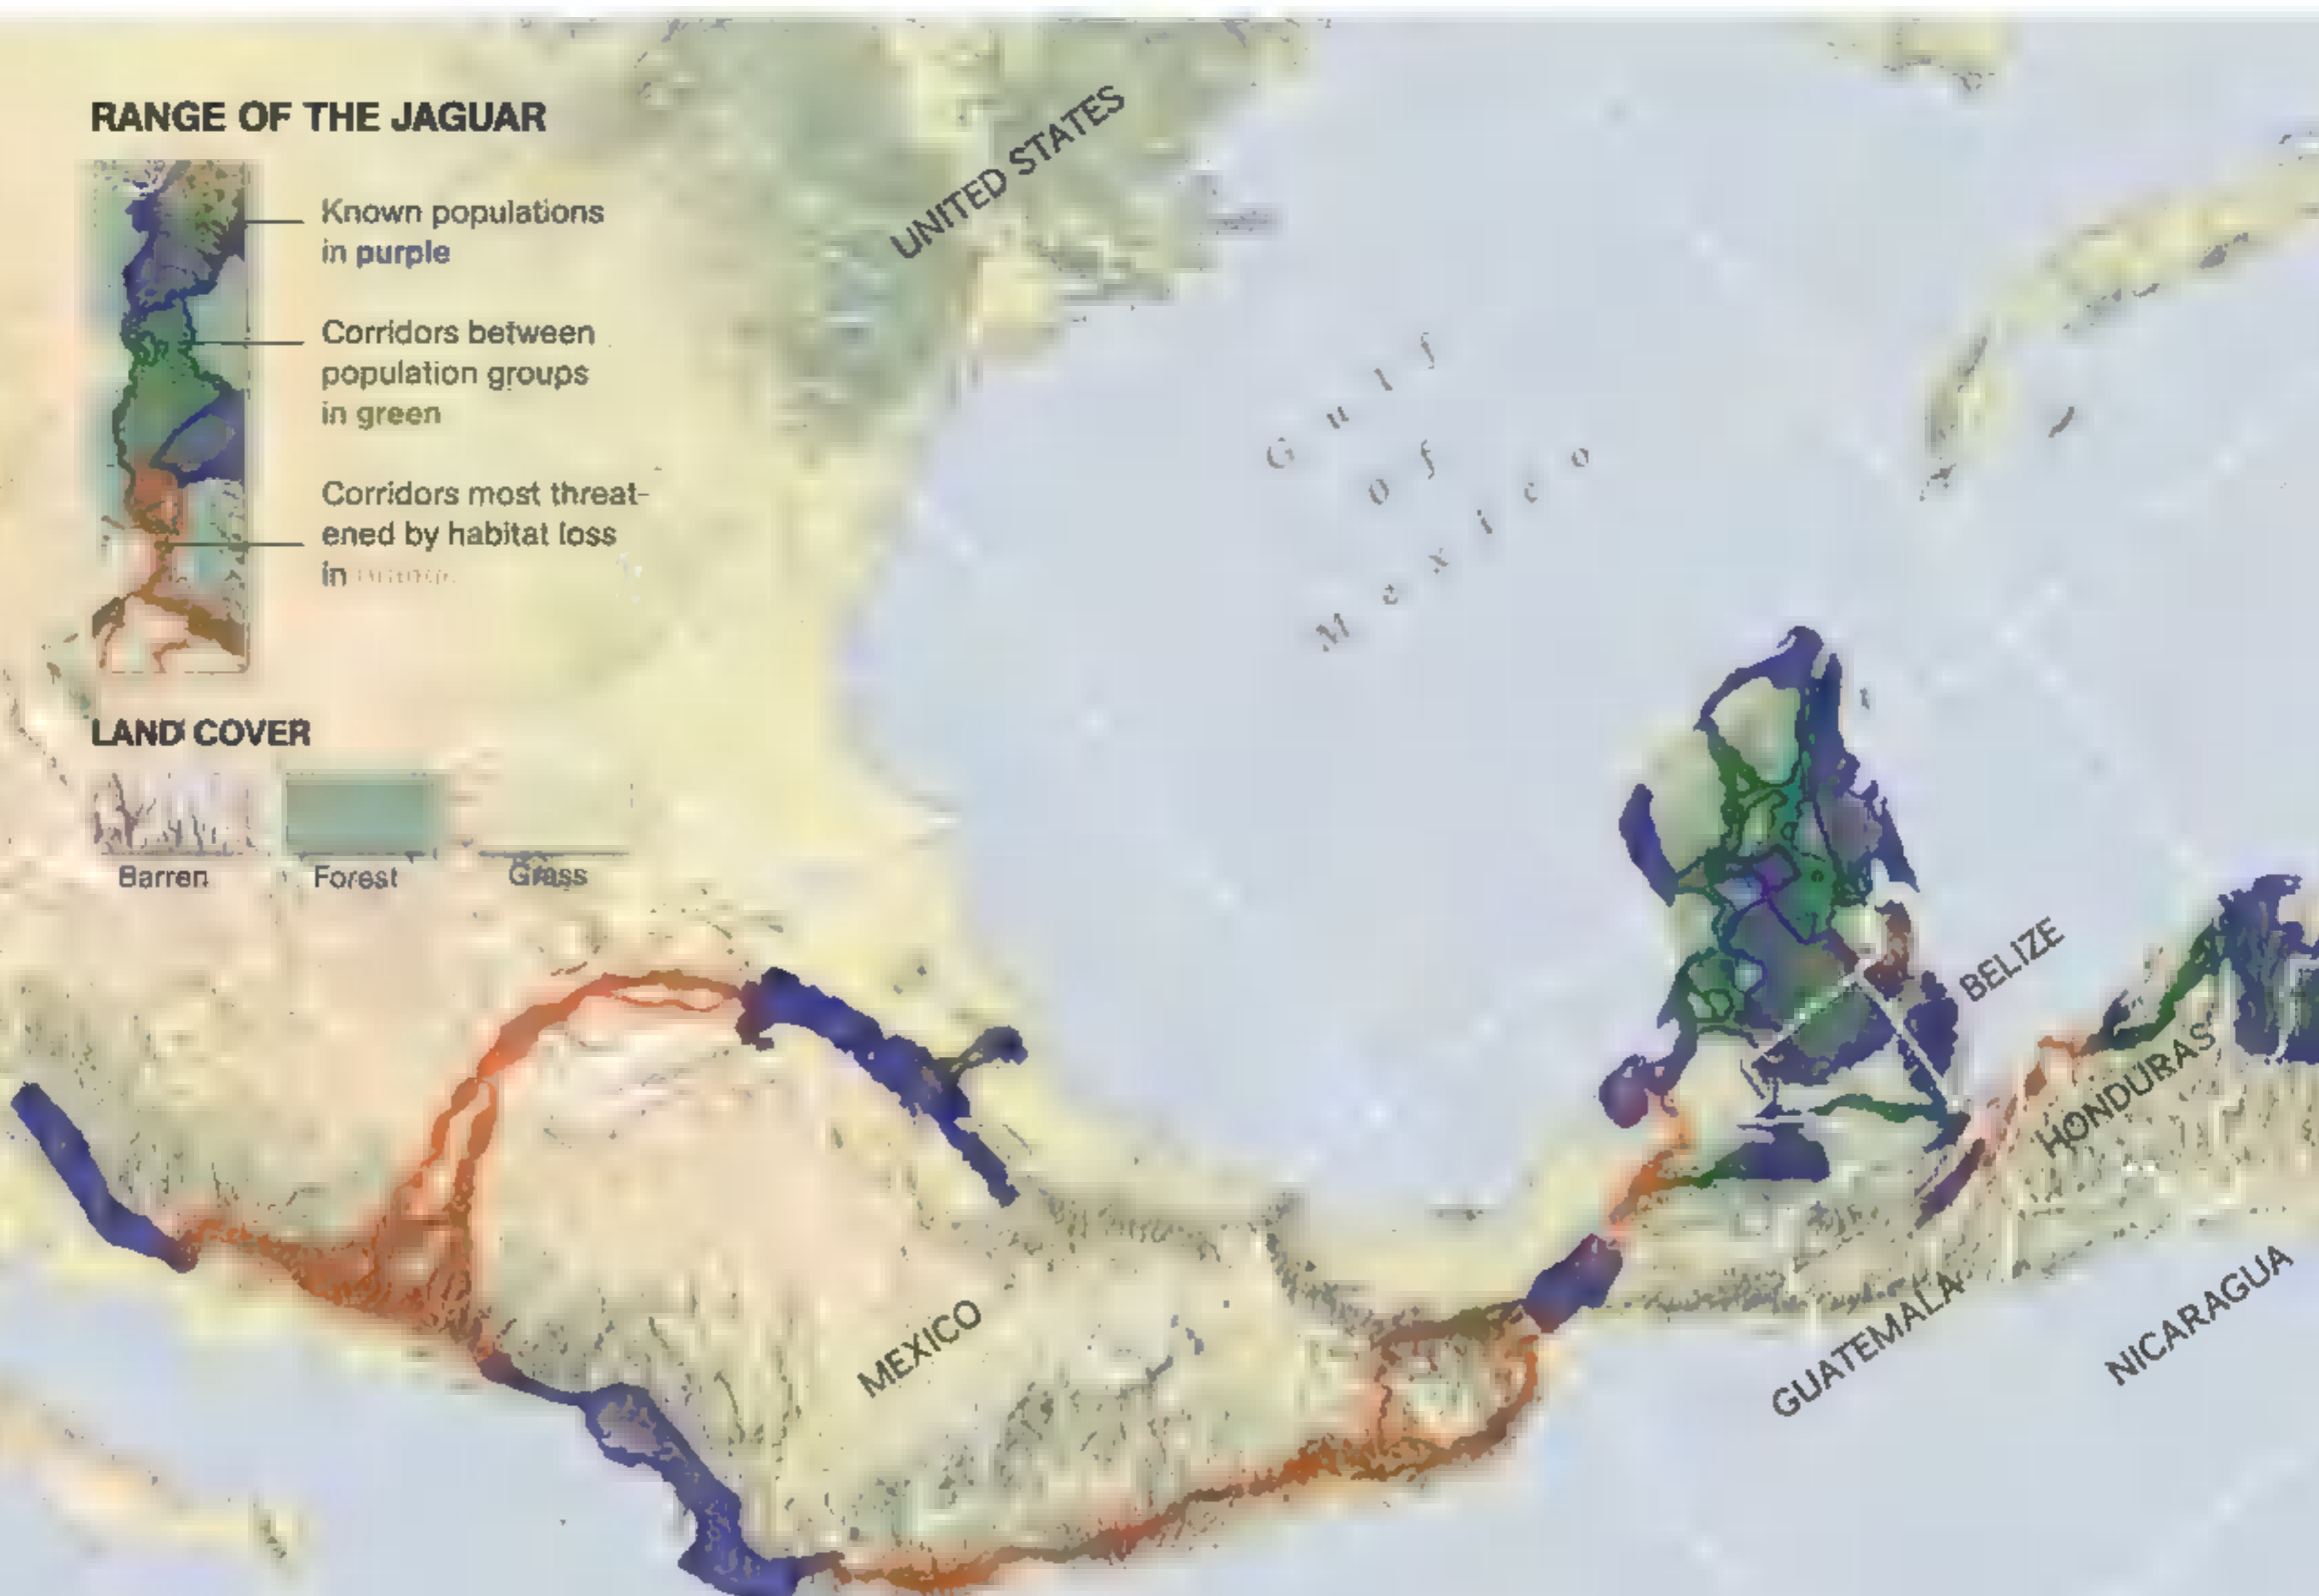 RANGE OF THE JAGUAR
Known populations
in purple
Corridors between
population groups
in green
Corridors most threat-
ened by habitat loss
in
LAND COVER
Barren
Forest
Grass
UNITED STATES
Gulf
of
Mexico
MEXICO
BELIZE
HONDURAS
GUATEMALA
NICARAGUA